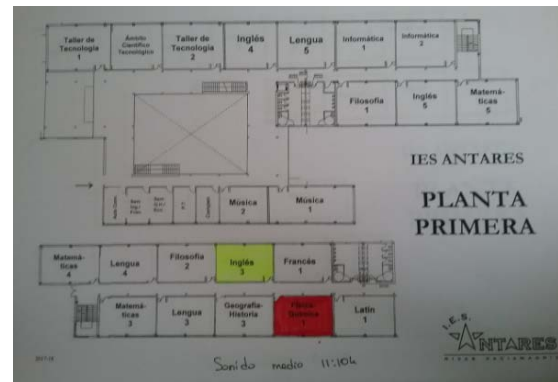 Taller de Tecnología 1
Ámbito Científico Tecnológico
Taller de Tecnología 2
Inglés 4
Lengua 5
Informática 1
Informática 2
Filosofía 1
Inglés 5
Matemáticas 5
IES ANTARES
PLANTA
PRIMERA
Música 2
Música 1
Matemáticas 4
Lengua 4
Filosofía 2
Inglés 3
Francés 1
Matemáticas 3
Lengua 3
Geografía-Historia 3
Física-Química 1
Latín 1
I.E.S.
ANTARES
Sonido medio 11:10h